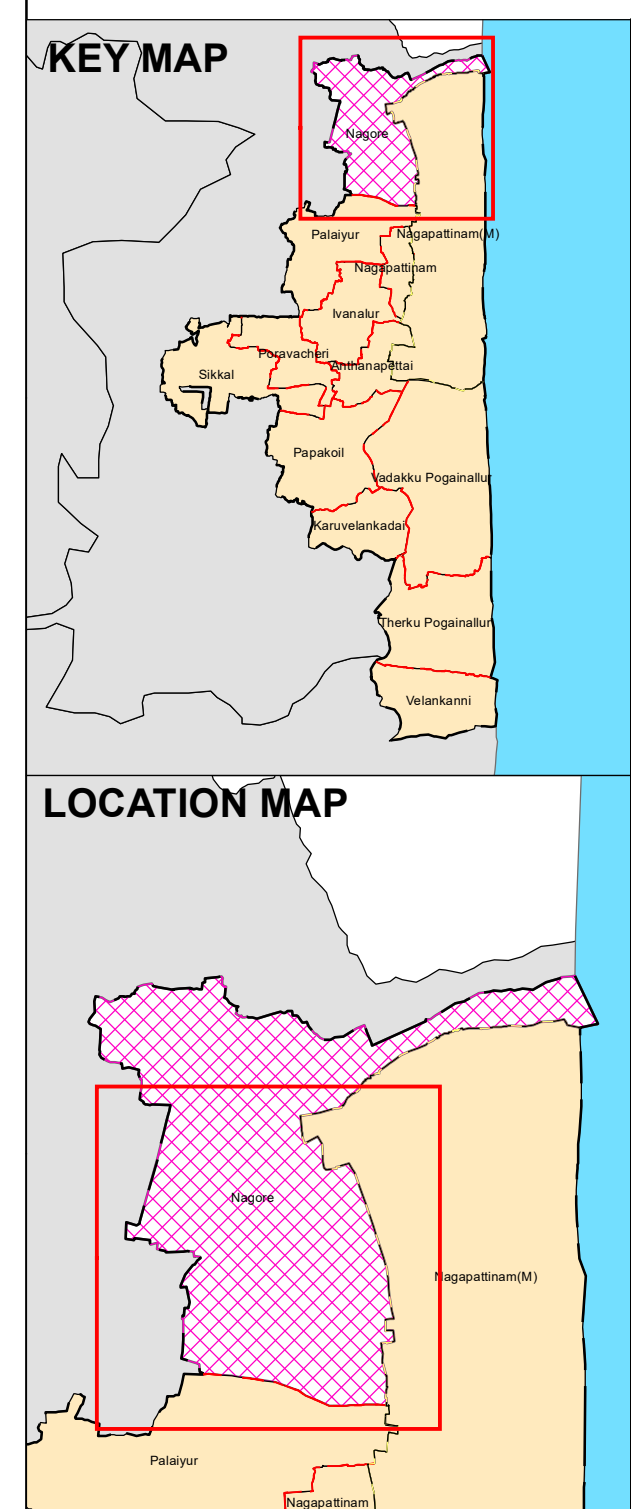 KEY MAP
Nagore
Palaiyur
Nagapattinam(M)
Nagapattinam
Ivanalur
Poravacheri
Anthanapettai
Sikkal
Papakoil
Vadakku Pogainallur
Karuvelankadai
Therku Pogainallur
Velankanni
LOCATION MAP
Nagore
Nagapattinam(M)
Palaiyur
Nagapattinam